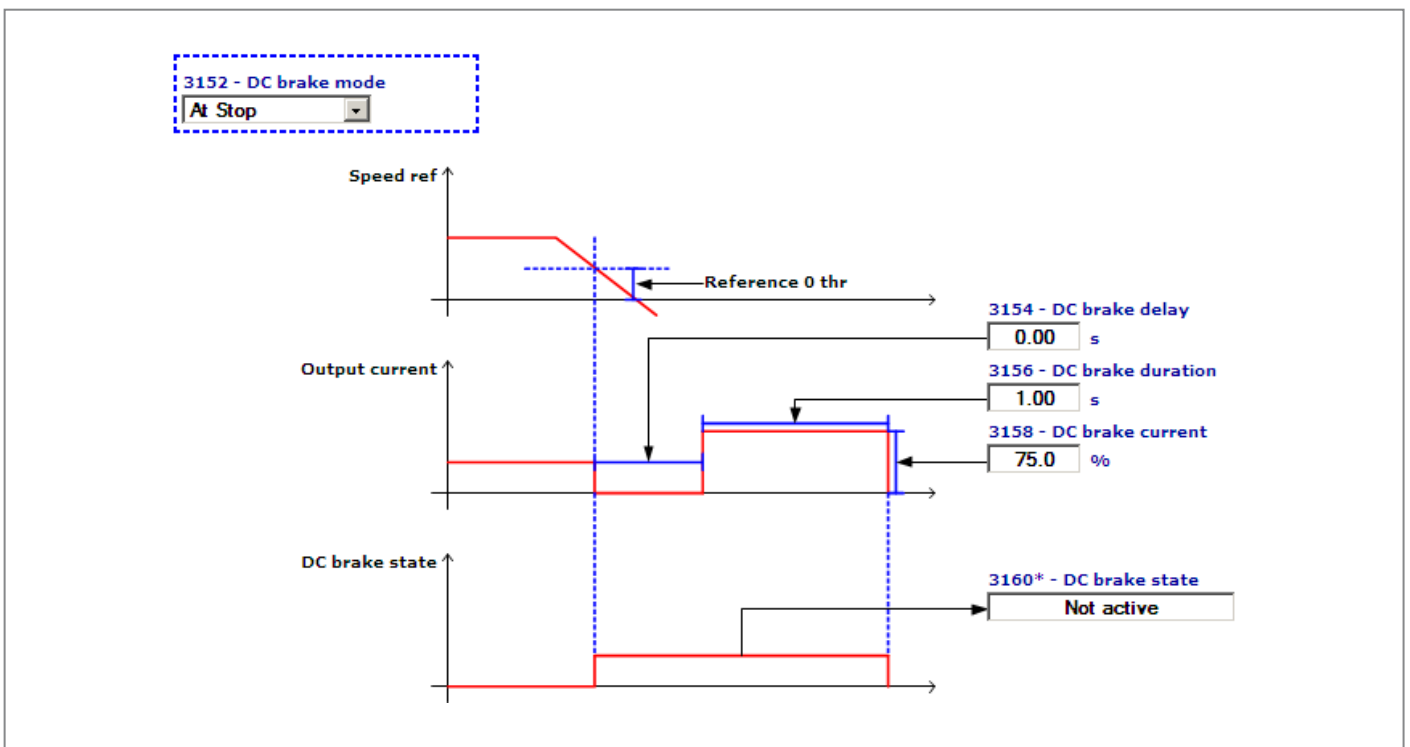 3152 - DC brake mode
At Stop
Speed ref
Reference 0 thr
3154 - DC brake delay
0.00 s
Output current
3156 - DC brake duration
1.00 s
3158 - DC brake current
75.0 %
DC brake state
3160* - DC brake state
Not active